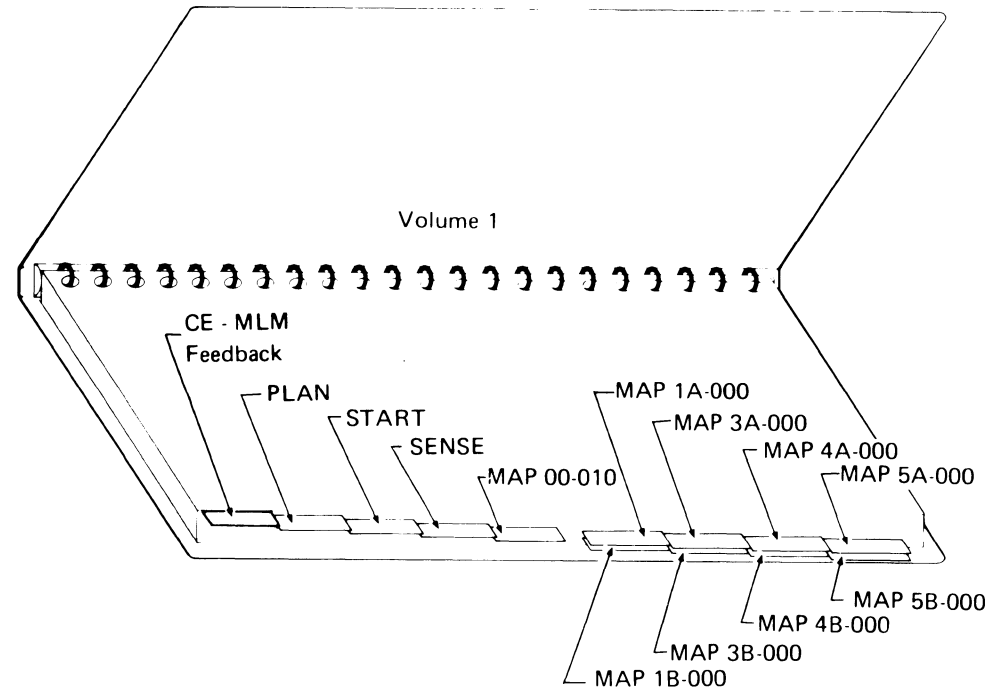 Volume 1
CE - MLM
Feedback
PLAN
START
SENSE
MAP 00-010
MAP 1A-000
MAP 3A-000
MAP 4A-000
MAP 5A-000
MAP 5B-000
MAP 4B-000
MAP 3B-000
MAP 1B-000